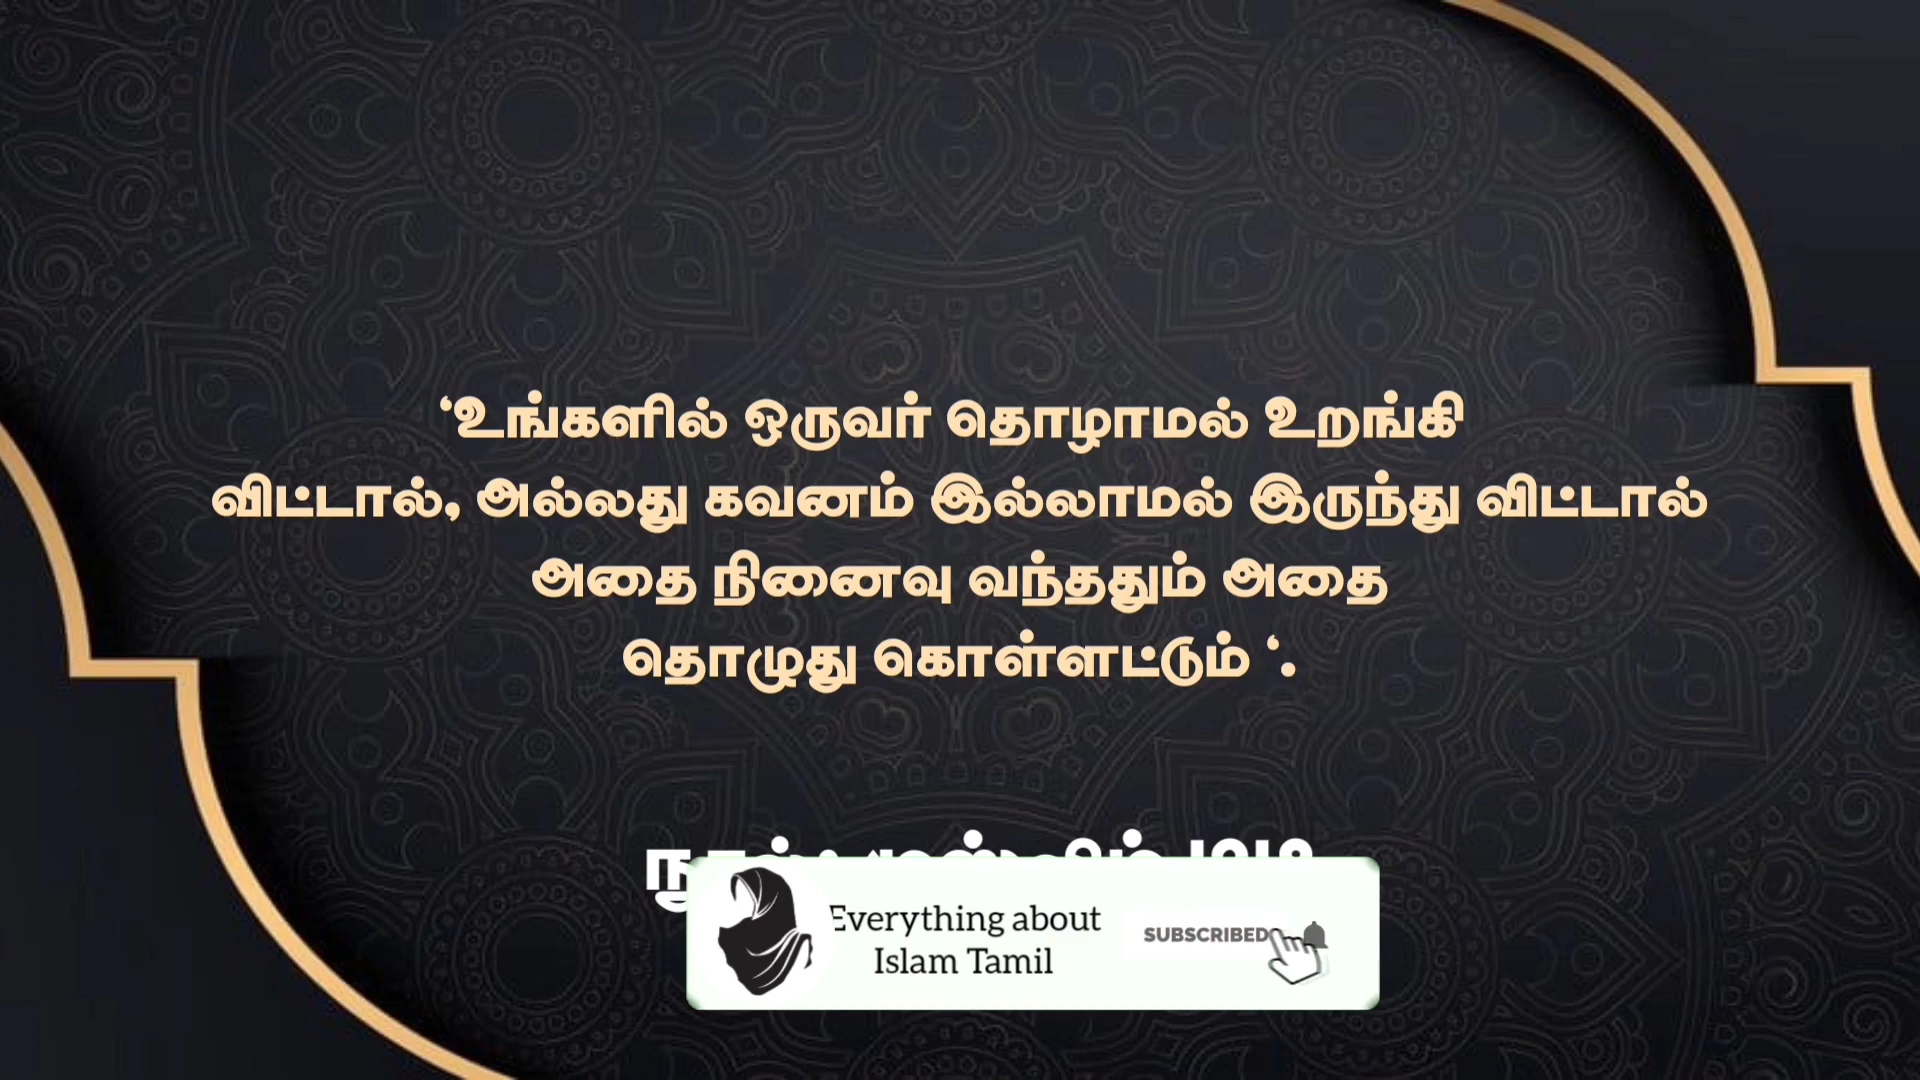 ‘உங்களில் ஒருவர் தொழாமல் உறங்கி
விட்டால், அல்லது கவனம் இல்லாமல் இருந்து விட்டால்
அதை நினைவு வந்ததும் அதை
தொழுது கொள்ளட்டும் ‘.
Everything about
Islam Tamil
SUBSCRIBED